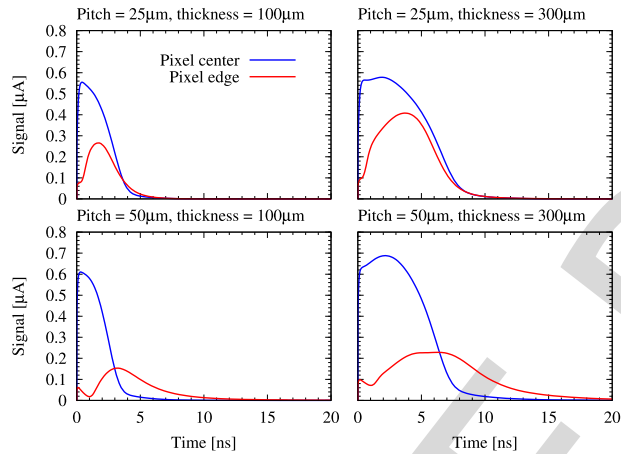 Pitch = 25μm, thickness = 100μm
Pitch = 25μm, thickness = 300μm
0.8
0.7
0.6
0.5
0.4
0.3
0.2
0.1
0
Signal [μA]
Pixel center
Pixel edge
Pitch = 50μm, thickness = 100μm
Pitch = 50μm, thickness = 300μm
0.8
0.7
0.6
0.5
0.4
0.3
0.2
0.1
0
Signal [μA]
0 5 10 15 20
0 5 10 15 20
Time [ns]
Time [ns]